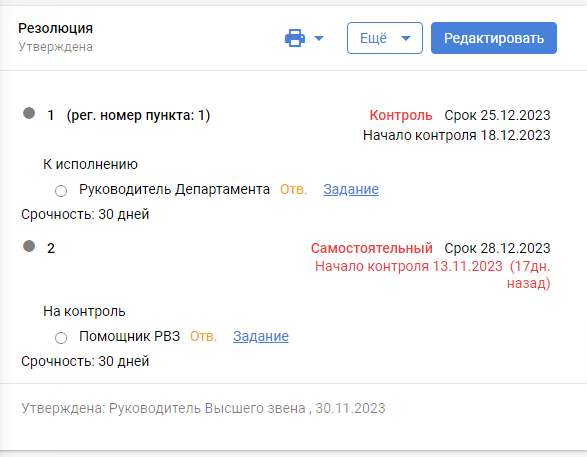 Резолюция
Утверждена
Ещё
Редактировать
1 (рег. номер пункта: 1)
Контроль Срок 25.12.2023
Начало контроля 18.12.2023
К исполнению
Руководитель Департамента Отв. Задание
Срочность: 30 дней
2
Самостоятельный Срок 28.12.2023
Начало контроля 13.11.2023 (17дн.
назад)
На контроль
Помощник РВЗ Отв. Задание
Срочность: 30 дней
Утверждена: Руководитель Высшего звена , 30.11.2023